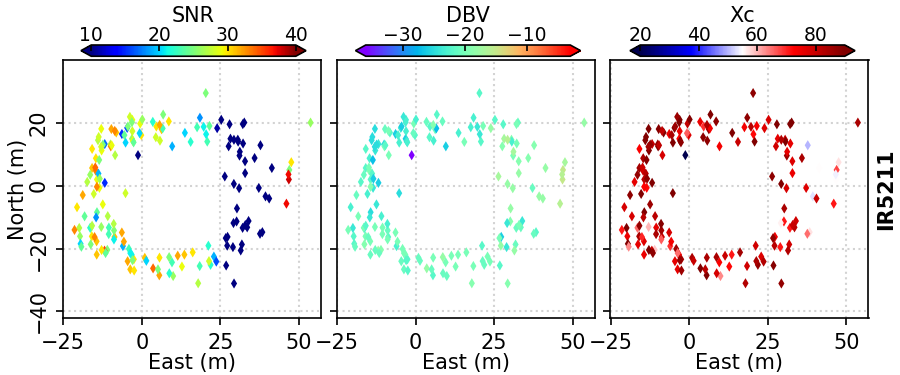 SNR DBV Xc
10 20 30 40 −30 −20 −10 20 40 60 80
North (m)
20
0
−20
−40
−25 0 25 50 −25 0 25 50 −25 0 25 50
East (m) East (m) East (m)
IR5211